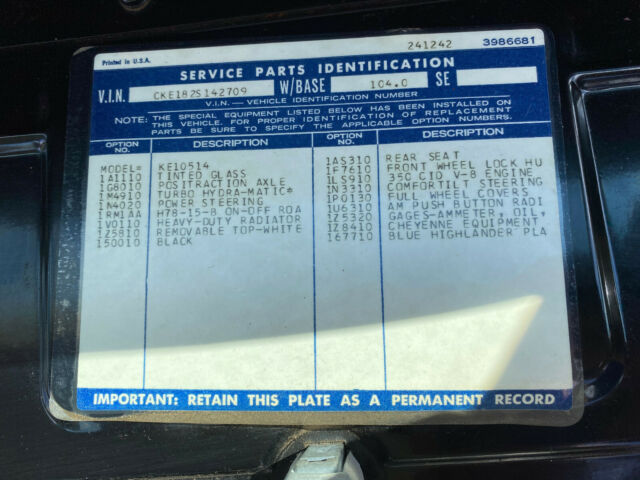 241242 3986681
Printed in U.S.A.
SERVICE PARTS IDENTIFICATION
V.I.N. CKE182S142709 W/BASE 104.0 SE
V.I.N. – VEHICLE IDENTIFICATION NUMBER
NOTE: THE SPECIAL EQUIPMENT LISTED BELOW HAS BEEN INSTALLED ON
THIS VEHICLE. FOR PROPER IDENTIFICATION OF REPLACEMENT
PARTS BE SURE TO SPECIFY THE APPLICABLE OPTION NUMBERS.
OPTION NO. DESCRIPTION OPTION NO. DESCRIPTION
MODEL= KE10514
1A1110 TINTED GLASS
1G8010 POSITRACTION AXLE
1M4910 TURBO HYDRA-MATIC*
1N4020 POWER STEERING
1RM1AA H78-15-B ON-OFF ROA
1V0110 HEAVY-DUTY RADIATOR
1Z5810 REMOVABLE TOP-WHITE
150010 BLACK
1AS310 REAR SEAT
1F7610 FRONT WHEEL LOCK HU
1LS910 350 CID V-8 ENGINE
1N3310 COMFORTILT STEERING
1P0130 FULL WHEEL COVERS
1U6310 AM PUSH BUTTON RADI
1Z5320 GAGES-AMMETER, OIL,
1Z8410 CHEYENNE EQUIPMENT
167710 BLUE HIGHLANDER PLA
IMPORTANT: RETAIN THIS PLATE AS A PERMANENT RECORD